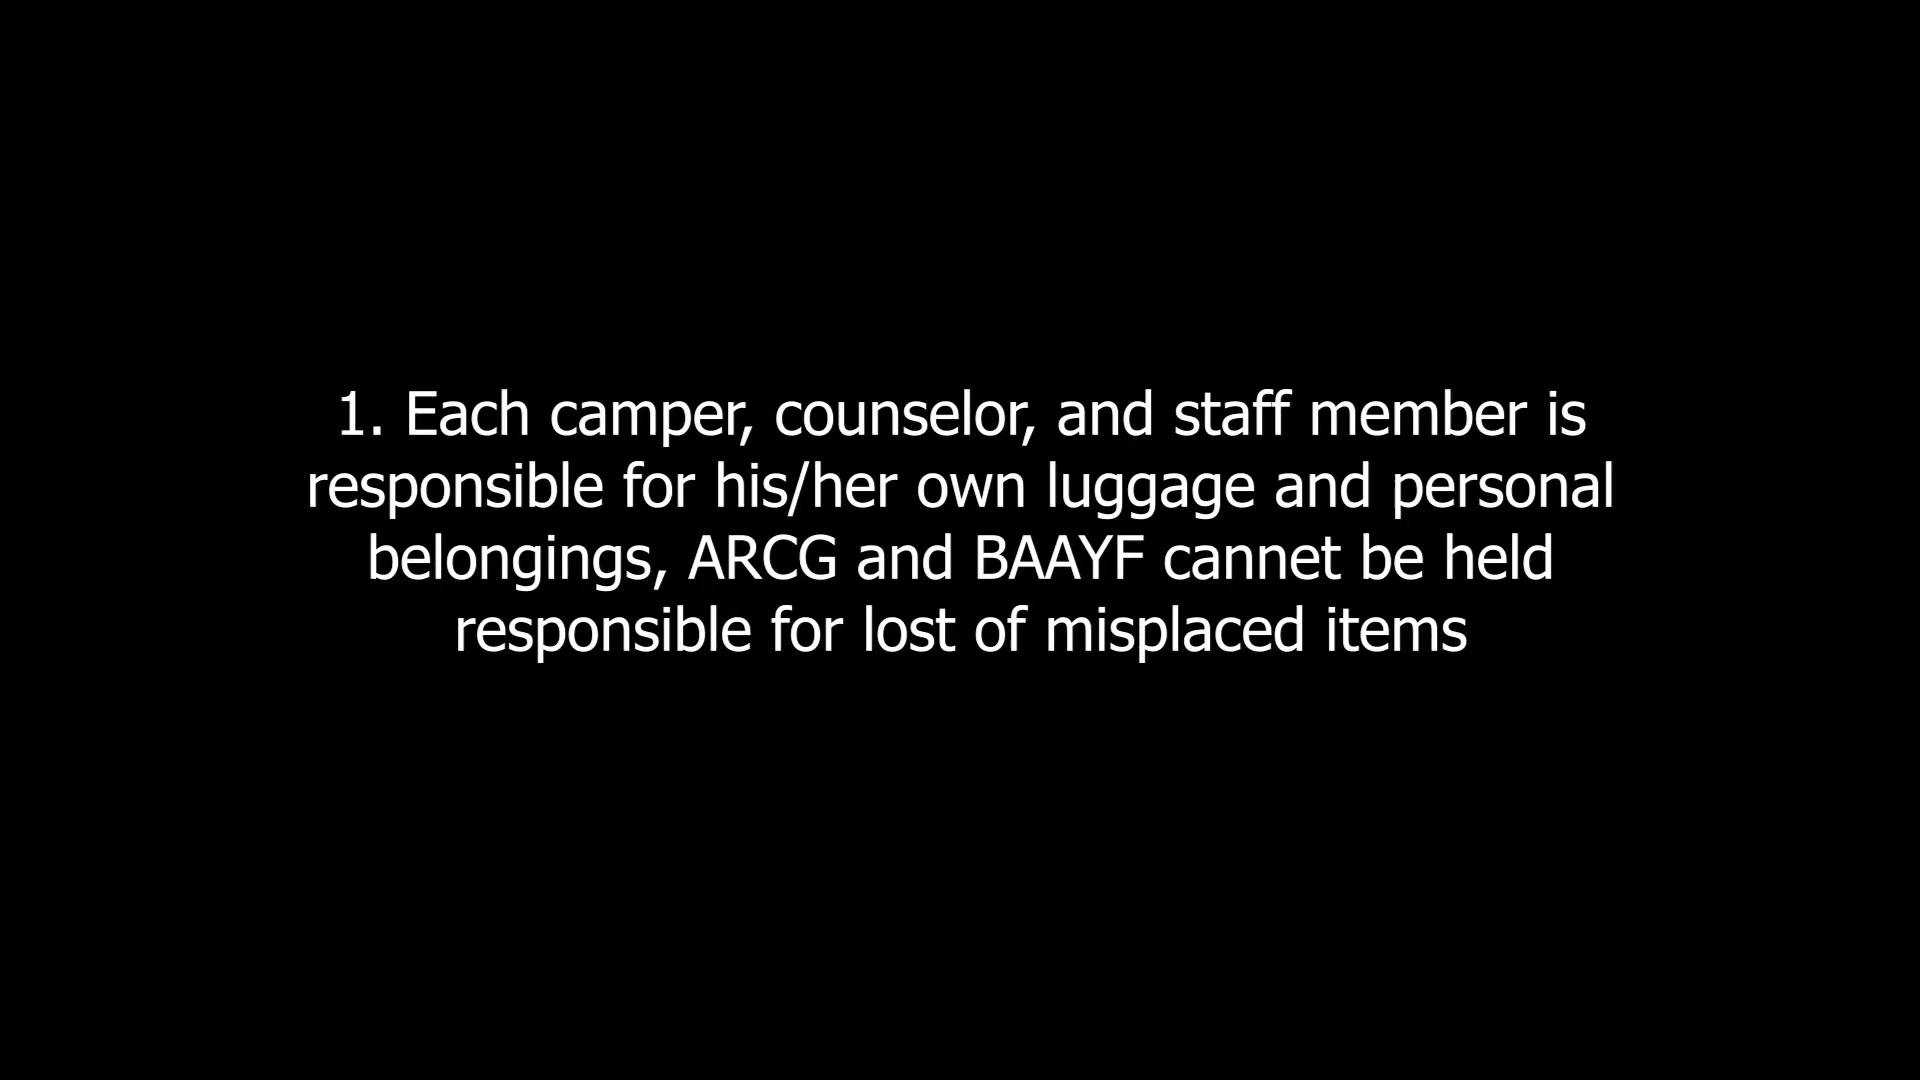 1. Each camper, counselor, and staff member is
responsible for his/her own luggage and personal
belongings, ARCG and BAAYF cannet be held
responsible for lost of misplaced items